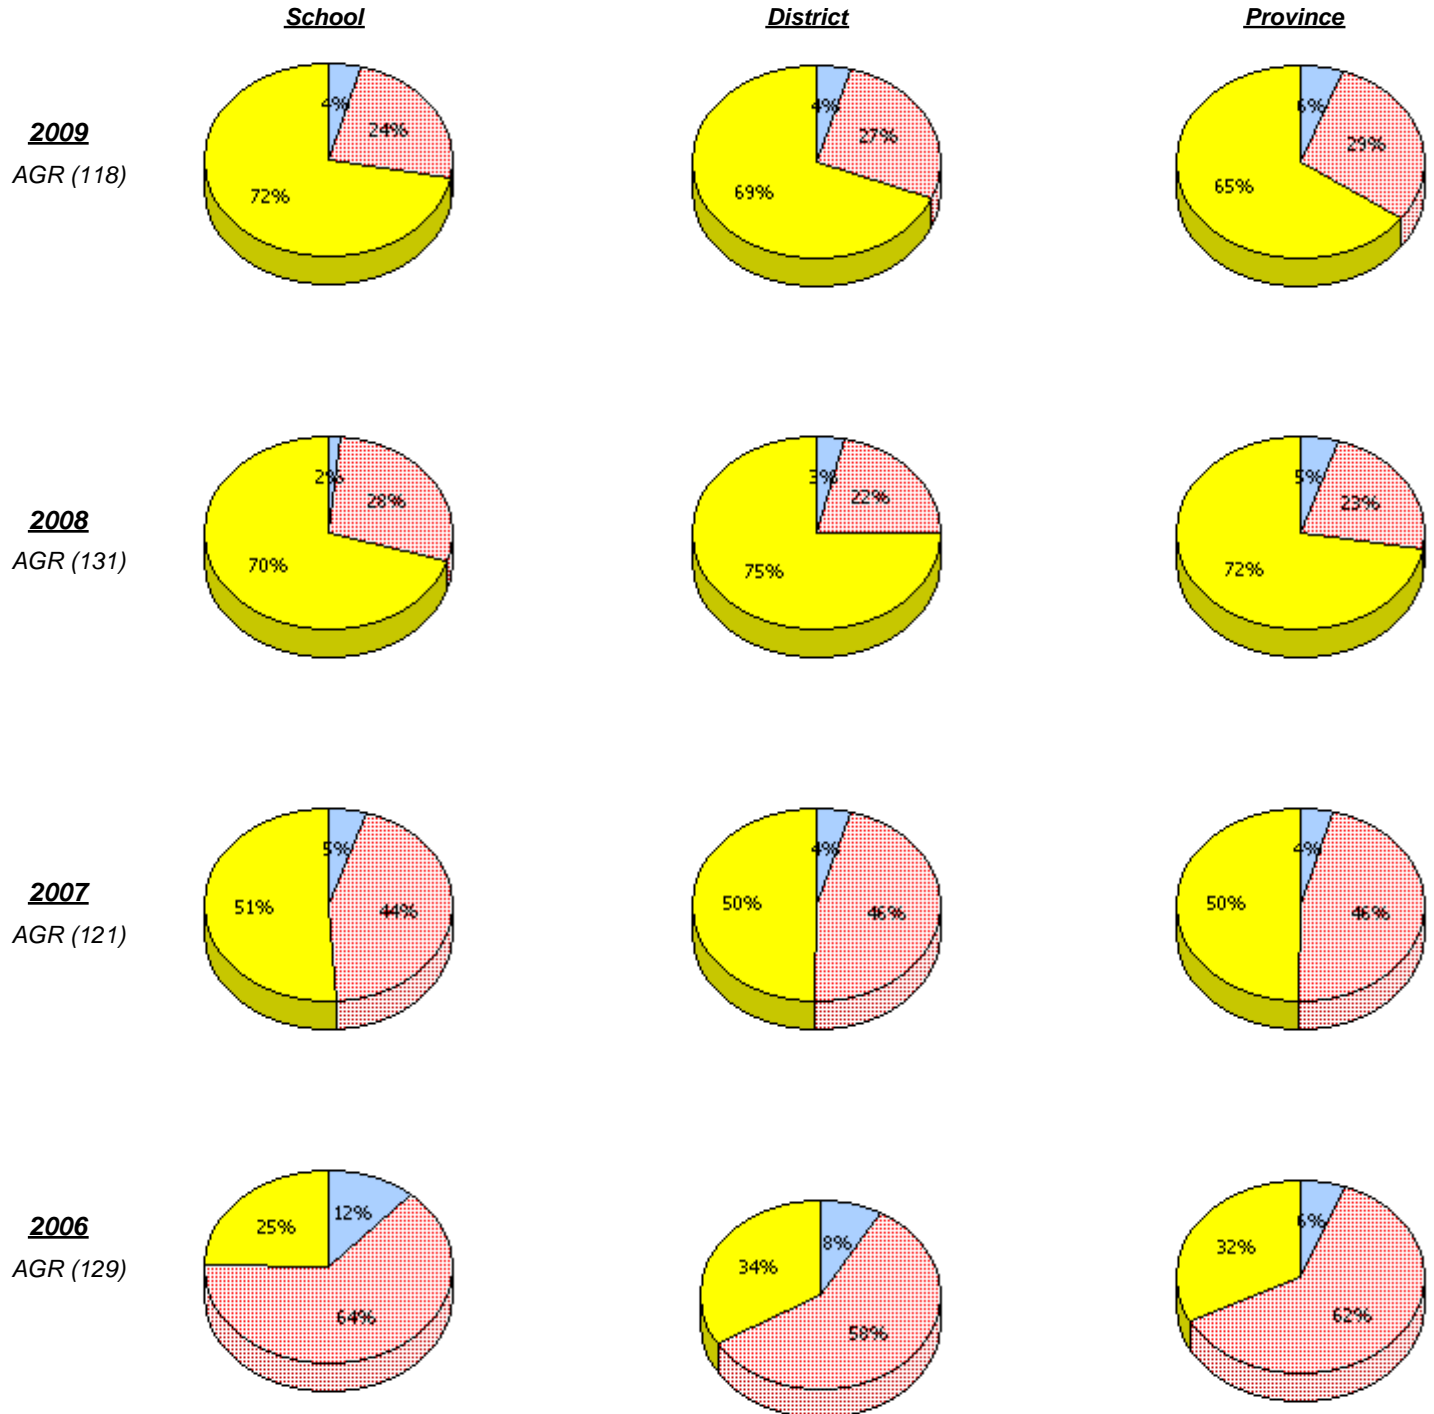 School District Province
2009
AGR (118)
4% 24% 72%
4% 27% 69%
6% 29% 65%
2008
AGR (131)
2% 28% 70%
3% 22% 75%
5% 23% 72%
2007
AGR (121)
5% 44% 51%
4% 46% 50%
4% 46% 50%
2006
AGR (129)
12% 25% 64%
8% 34% 58%
6% 32% 62%